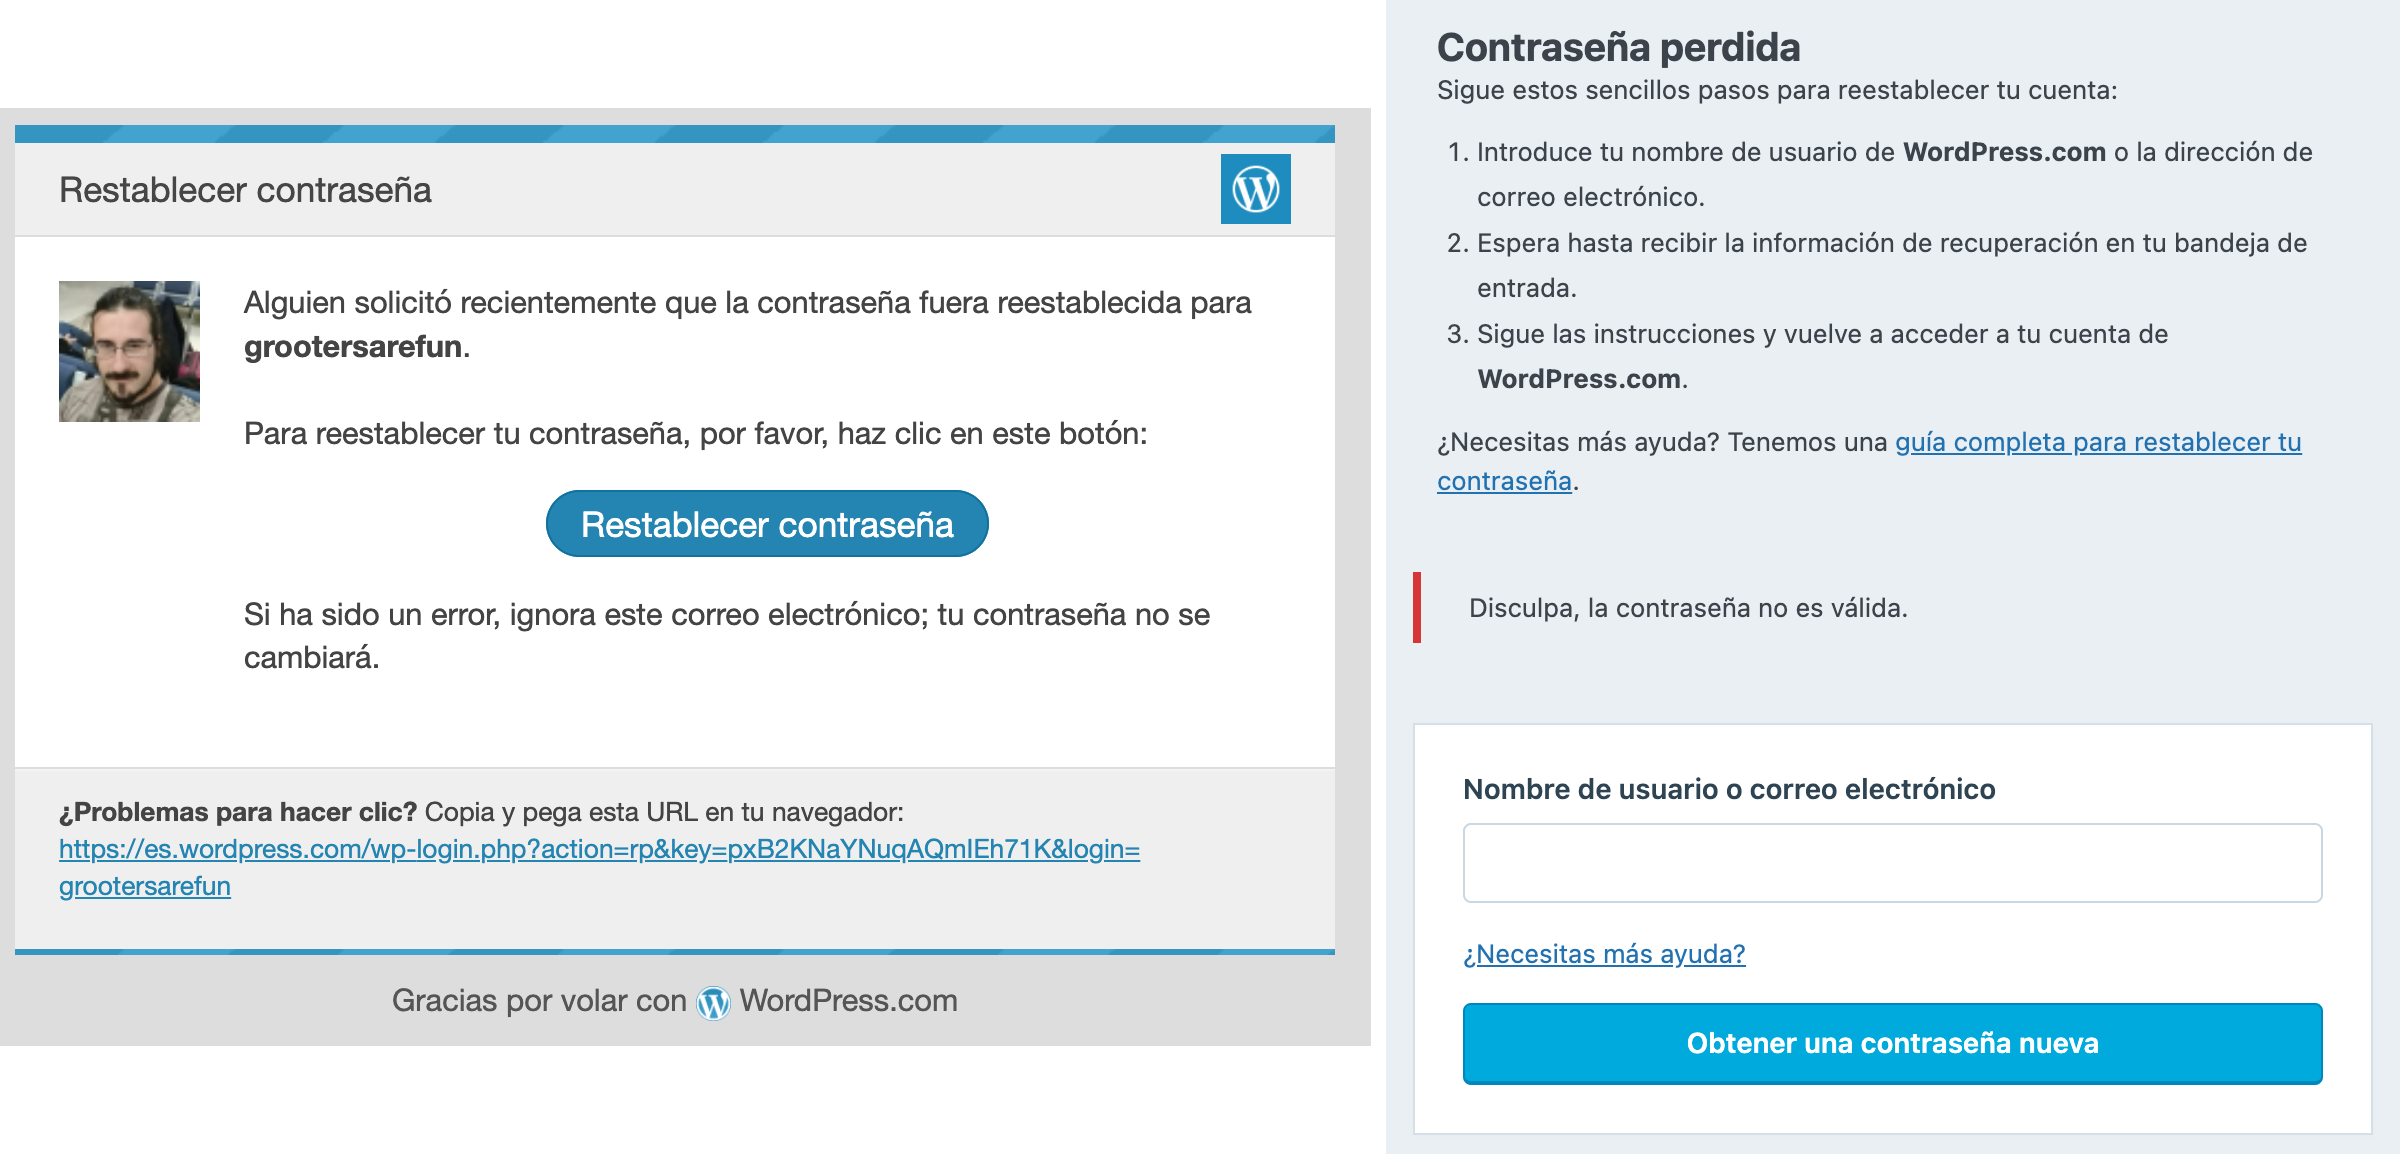 Restablecer contraseña
Alguien solicitó recientemente que la contraseña fuera reestablecida para
grootersarefun.
Para reestablecer tu contraseña, por favor, haz clic en este botón:
Restablecer contraseña
Si ha sido un error, ignora este correo electrónico; tu contraseña no se
cambiará.
¿Problemas para hacer clic? Copia y pega esta URL en tu navegador:
https://es.wordpress.com/wp-login.php?action=rp&key=pxB2KNaYNuqAQmIEh71K&login=
grootersarefun
Gracias por volar con WordPress.com
Contraseña perdida
Sigue estos sencillos pasos para reestablecer tu cuenta:
1. Introduce tu nombre de usuario de WordPress.com o la dirección de
correo electrónico.
2. Espera hasta recibir la información de recuperación en tu bandeja de
entrada.
3. Sigue las instrucciones y vuelve a acceder a tu cuenta de
WordPress.com.
¿Necesitas más ayuda? Tenemos una guía completa para restablecer tu
contraseña.
Disculpa, la contraseña no es válida.
Nombre de usuario o correo electrónico
¿Necesitas más ayuda?
Obtener una contraseña nueva